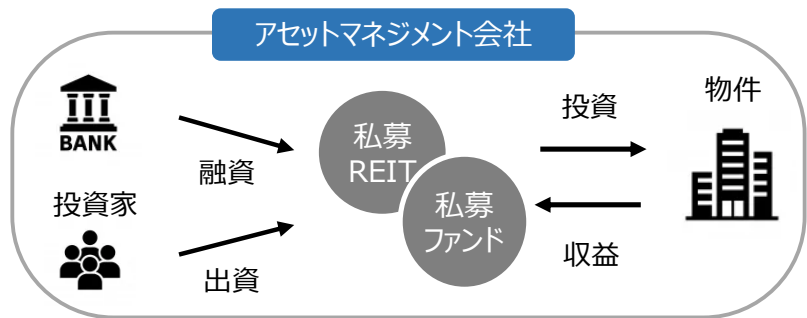 アセットマネジメント会社
BANK
融資
投資家
出資
私募
REIT
私募
ファンド
投資
収益
物件